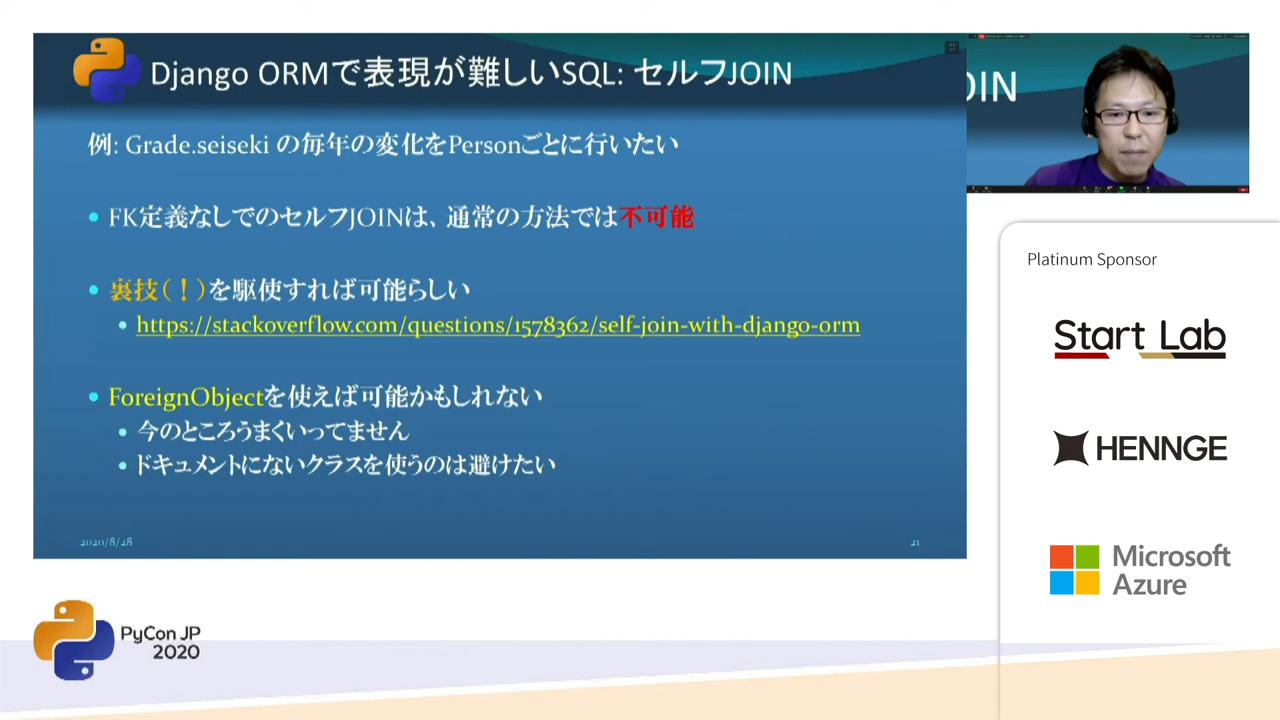 Django ORMで表現が難しいSQL: セルフJOIN
例: Grade.seiseki の毎年の変化をPersonごとに行いたい
• FK定義なしでのセルフJOINは、通常の方法では不可能
• 裏技(！)を駆使すれば可能らしい
• https://stackoverflow.com/questions/1578362/self-join-with-django-orm
• ForeignObjectを使えば可能かもしれない
• 今のところうまくいってません
• ドキュメントにないクラスを使うのは避けたい
2020/8/28
21
OIN
Platinum Sponsor
Start Lab
HENNGE
Microsoft
Azure
PyCon JP
2020